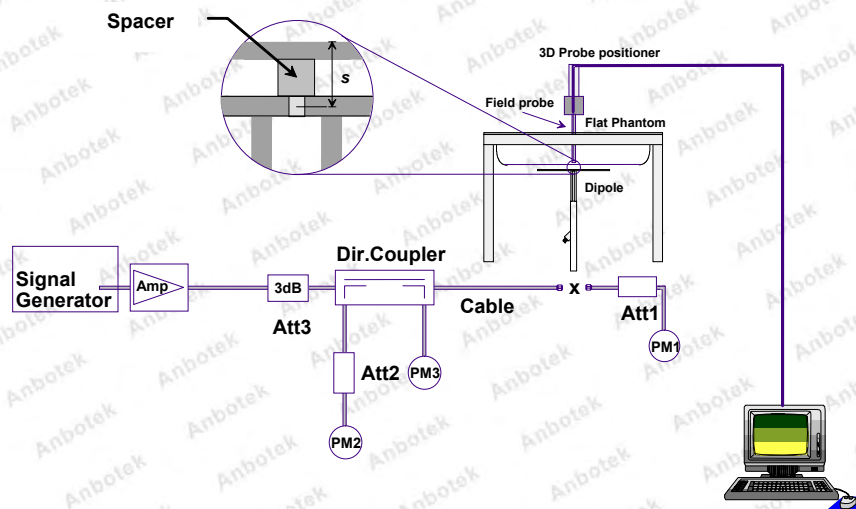 Spacer
s
3D Probe positioner
Field probe
Flat Phantom
Dipole
Signal
Generator
Amp
3dB
Att3
Dir.Coupler
Cable
x
Att1
PM1
Att2
PM3
PM2
Anbotek